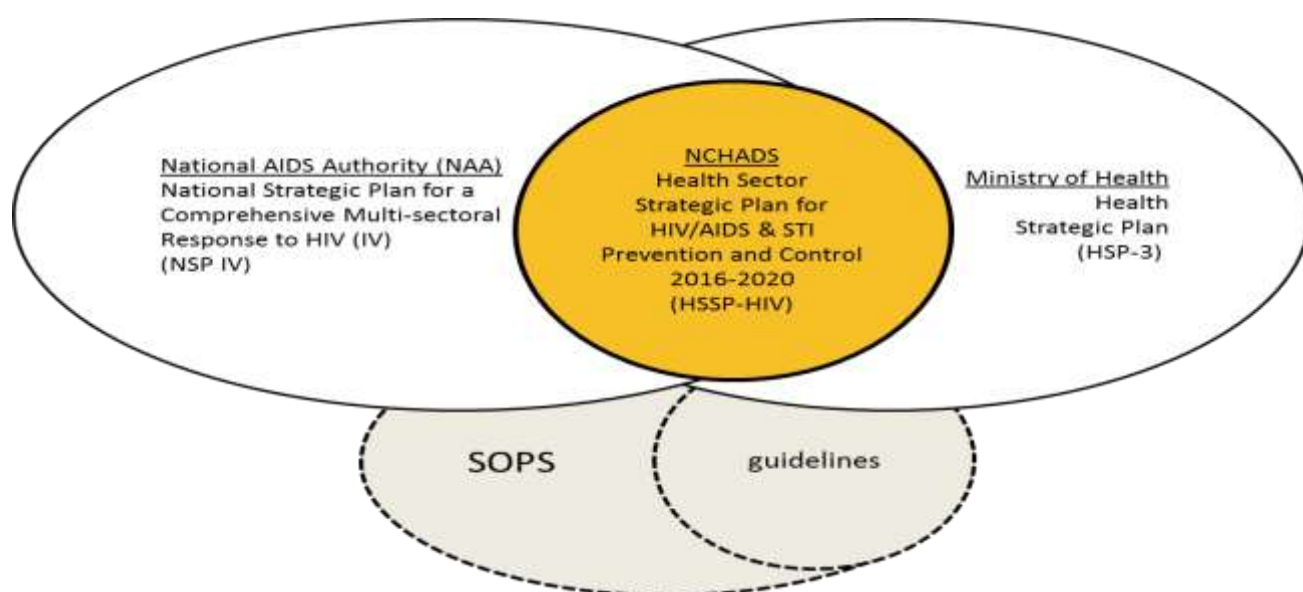 National AIDS Authority (NAA)
National Strategic Plan for a
Comprehensive Multi-sectoral
Response to HIV (IV)
(NSP IV)
NCHADS
Health Sector
Strategic Plan for
HIV/AIDS & STI
Prevention and Control
2016-2020
(HSSP-HIV)
Ministry of Health
Health
Strategic Plan
(HSP-3)
SOPS
guidelines